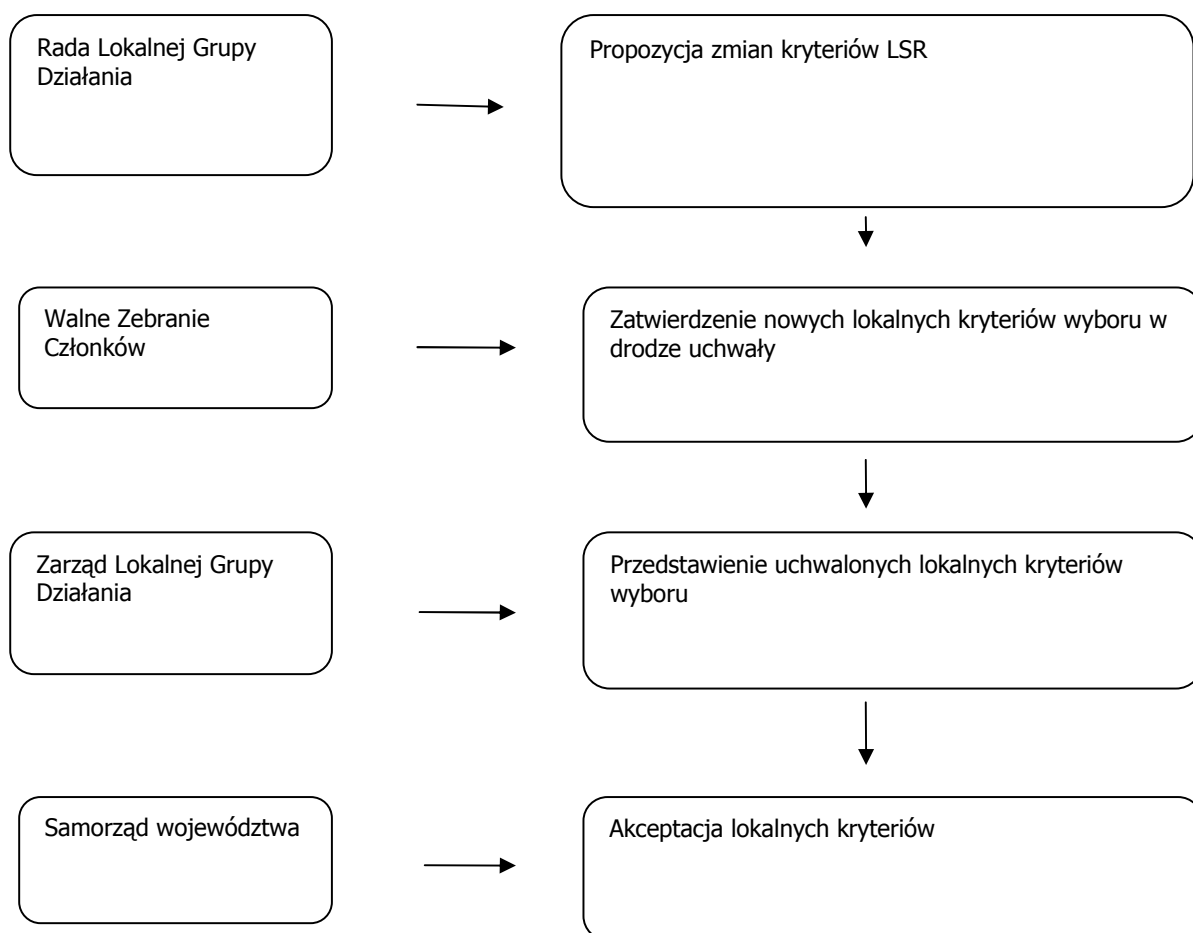 Rada Lokalnej Grupy
Działania
Propozycja zmian kryteriów LSR
Walne Zebranie
Członków
Zatwierdzenie nowych lokalnych kryteriów wyboru w
drodze uchwały
Zarząd Lokalnej Grupy
Działania
Przedstawienie uchwalonych lokalnych kryteriów
wyboru
Samorząd województwa
Akceptacja lokalnych kryteriów